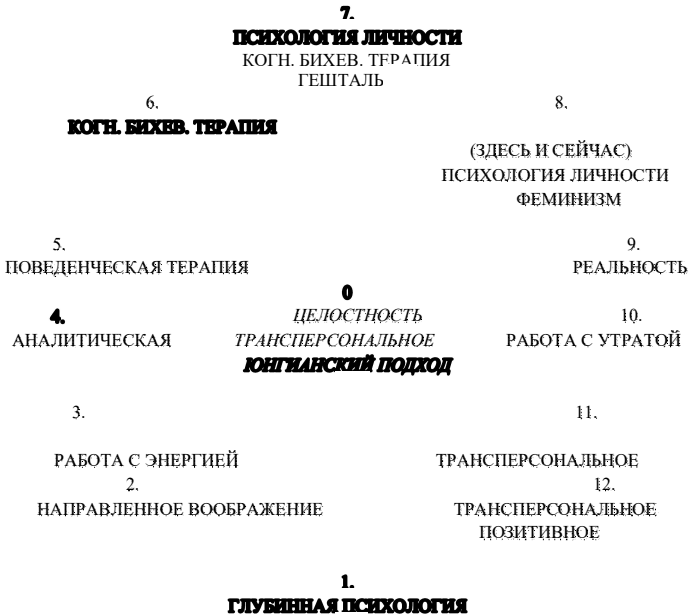 7.
ПСИХОЛОГИЯ ЛИЧНОСТИ
КОГН. БИХЕВ. ТЕРАПИЯ
ГЕШТАЛЬ
6.
8.
КОГН. БИХЕВ. ТЕРАПИЯ
(ЗДЕСЬ И СЕЙЧАС)
ПСИХОЛОГИЯ ЛИЧНОСТИ
ФЕМИНИЗМ
5.
9.
ПОВЕДЕНЧЕСКАЯ ТЕРАПИЯ
РЕАЛЬНОСТЬ
0
4.
ЦЕЛОСТНОСТЬ
10.
АНАЛИТИЧЕСКАЯ
ТРАНСПЕРСОНАЛЬНОЕ
РАБОТА С УТРАТОЙ
ЮНГИАНСКИЙ ПОДХОД
3.
11.
РАБОТА С ЭНЕРГИЕЙ
ТРАНСПЕРСОНАЛЬНОЕ
2.
12.
НАПРАВЛЕННОЕ ВООБРАЖЕНИЕ
ТРАНСПЕРСОНАЛЬНОЕ
ПОЗИТИВНОЕ
1.
ГЛУБИННАЯ ПСИХОЛОГИЯ